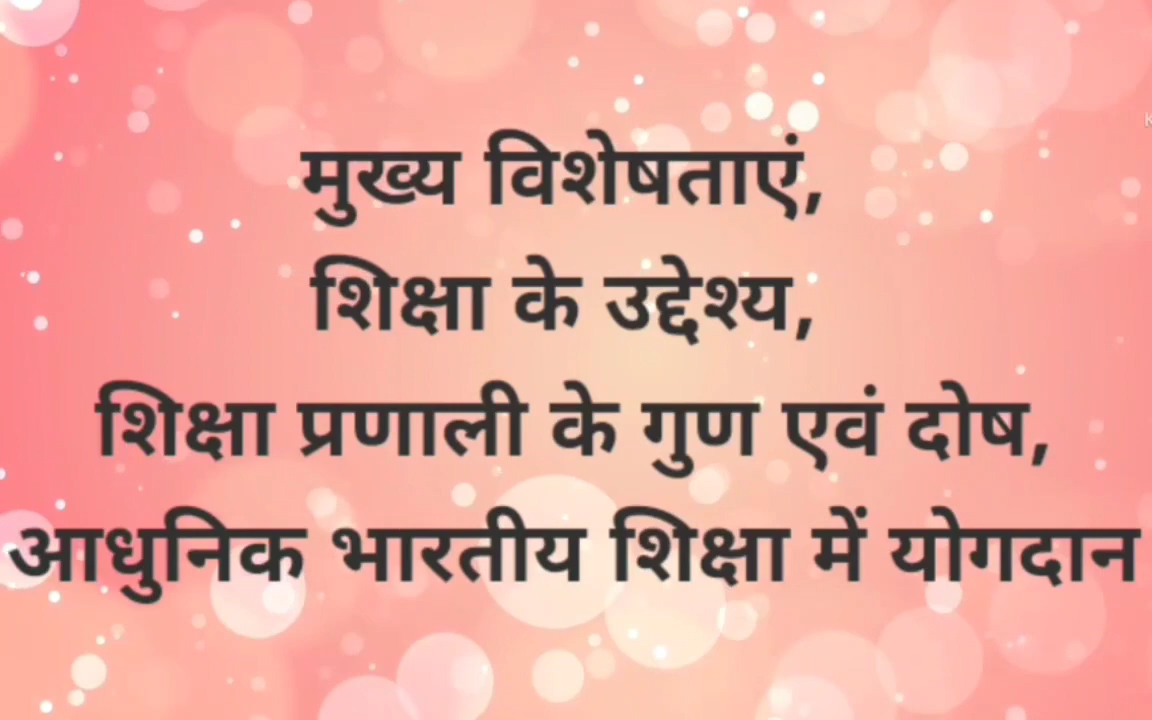 मुख्य विशेषताएं,
शिक्षा के उद्देश्य,
शिक्षा प्रणाली के गुण एवं दोष,
आधुनिक भारतीय शिक्षा में योगदान